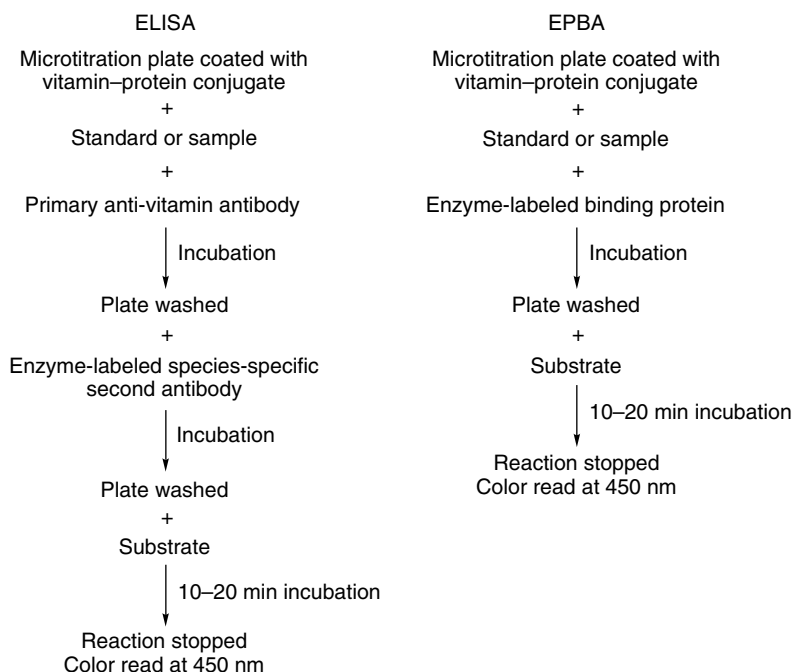 ELISA
Microtitration plate coated with
vitamin–protein conjugate
+
Standard or sample
+
Primary anti-vitamin antibody
Incubation
Plate washed
+
Enzyme-labeled species-specific
second antibody
Incubation
Plate washed
+
Substrate
10–20 min incubation
Reaction stopped
Color read at 450 nm
EPBA
Microtitration plate coated with
vitamin–protein conjugate
+
Standard or sample
+
Enzyme-labeled binding protein
Incubation
Plate washed
+
Substrate
10–20 min incubation
Reaction stopped
Color read at 450 nm